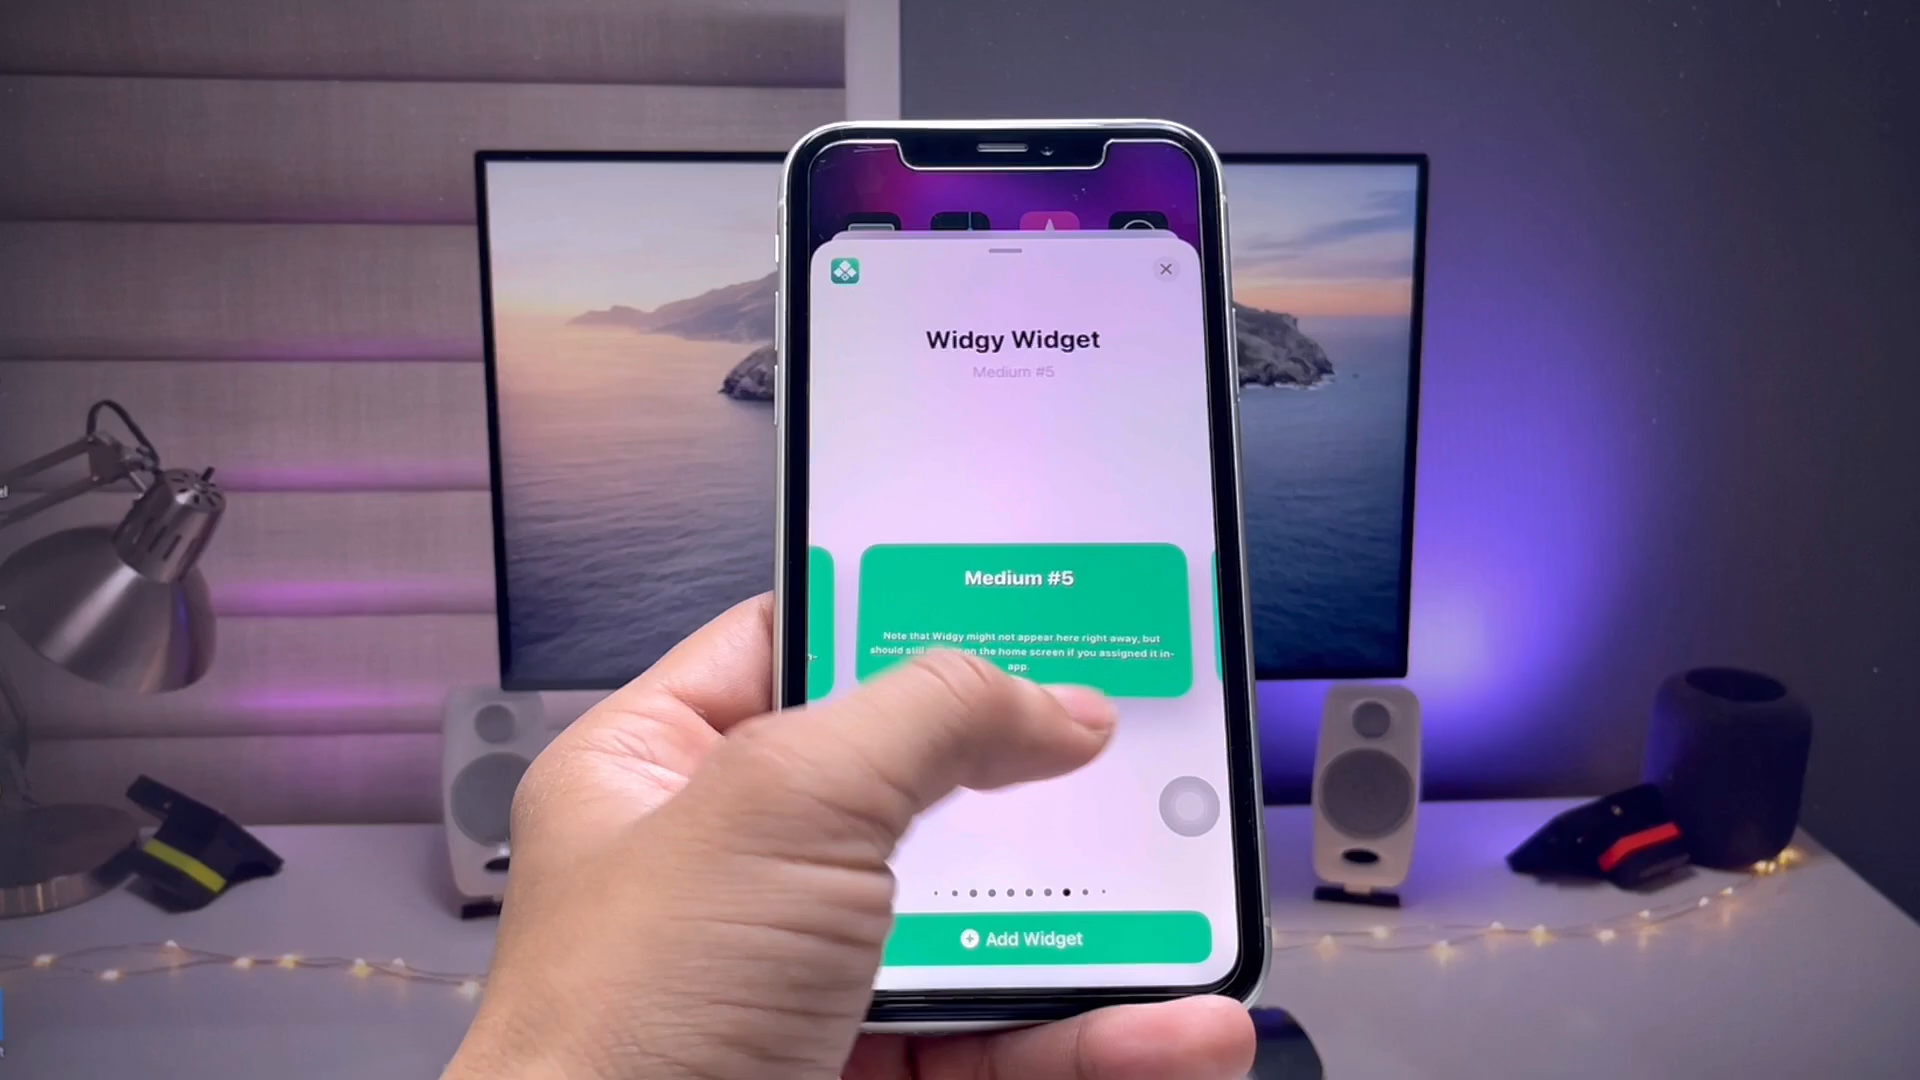 Widgy Widget
Medium #5
Medium #5
Note that Widgy might not appear here right away, but
should still on the home screen if you assigned it in-
app.
Add Widget